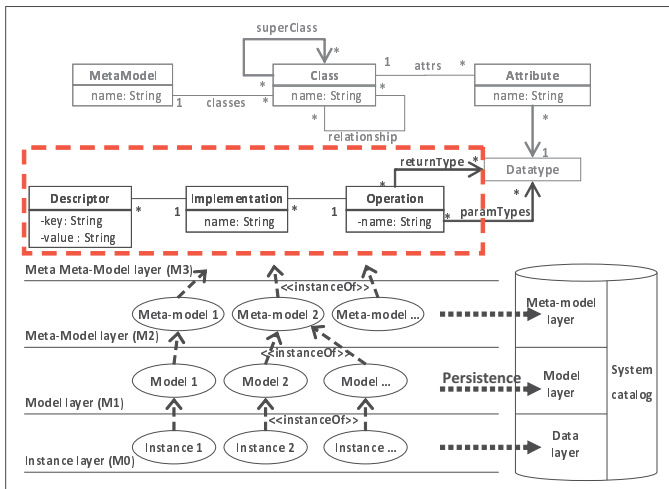 superClass
*
*
MetaModel
name: String
1
classes
*
Class
name: String
*
*
relationship
1
attrs
*
Attribute
name: String
*
1
Datatype
returnType
*
*
*
paramTypes
*
Descriptor
-key: String
-value : String
*
1
Implementation
name: String
*
1
Operation
-name: String
Meta Meta-Model layer (M3)
<<instanceOf>>
Meta-model 1
Meta-model 2
Meta-model ...
Meta-Model layer (M2)
<<instanceOf>>
Model 1
Model 2
Model ...
Model layer (M1)
<<instanceOf>>
Instance 1
Instance 2
Instance ...
Instance layer (M0)
Persistence
Meta-model
layer
Model
layer
Data
layer
System
catalog